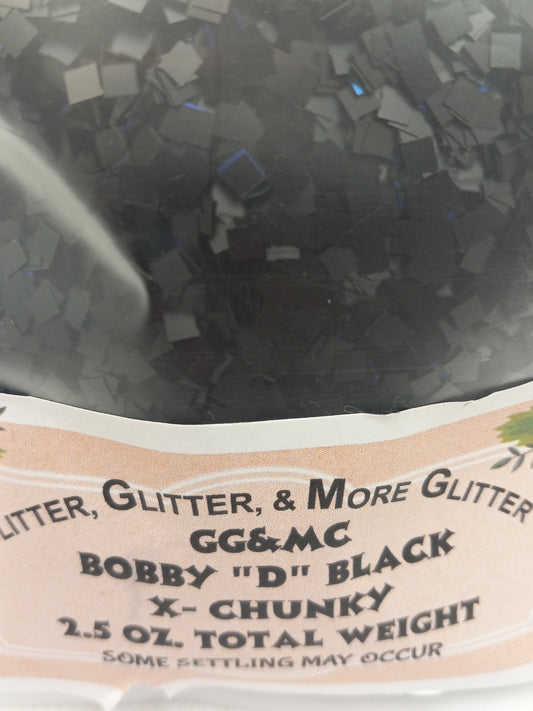 LITTER, GLITTER, & MORE GLITTER
GG&MC
BOBBY "D" BLACK
X- CHUNKY
2.5 OZ. TOTAL WEIGHT
SOME SETTLING MAY OCCUR